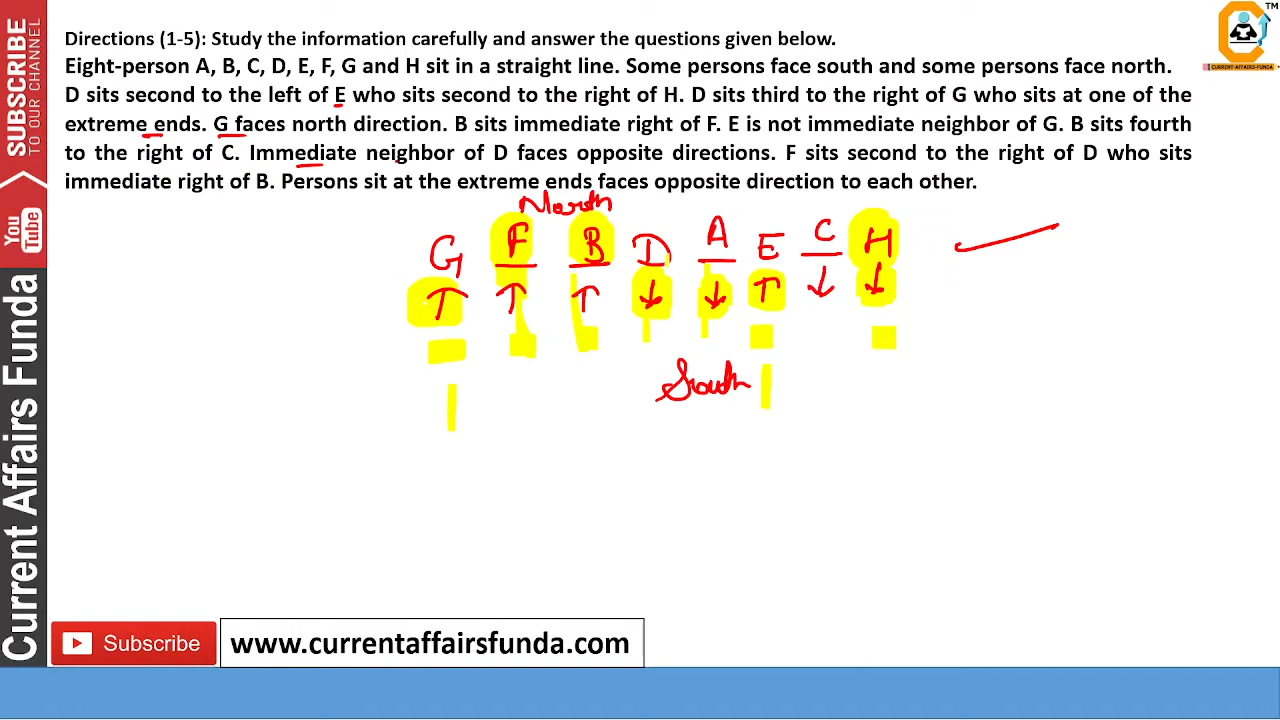 Directions (1-5): Study the information carefully and answer the questions given below.
Eight-person A, B, C, D, E, F, G and H sit in a straight line. Some persons face south and some persons face north.
D sits second to the left of E who sits second to the right of H. D sits third to the right of G who sits at one of the
extreme ends. G faces north direction. B sits immediate right of F. E is not immediate neighbor of G. B sits fourth
to the right of C. Immediate neighbor of D faces opposite directions. F sits second to the right of D who sits
immediate right of B. Persons sit at the extreme ends faces opposite direction to each other.
North
G F B D A E C H
↑ ↑ ↑ ↓ ↓ ↑ ↓ ↓
South
SUBSCRIBE
TO OUR CHANNEL
You Tube
Current Affairs Funda
TM
CURRENT-AFFAIRS-FUNDA
Subscribe
www.currentaffairsfunda.com